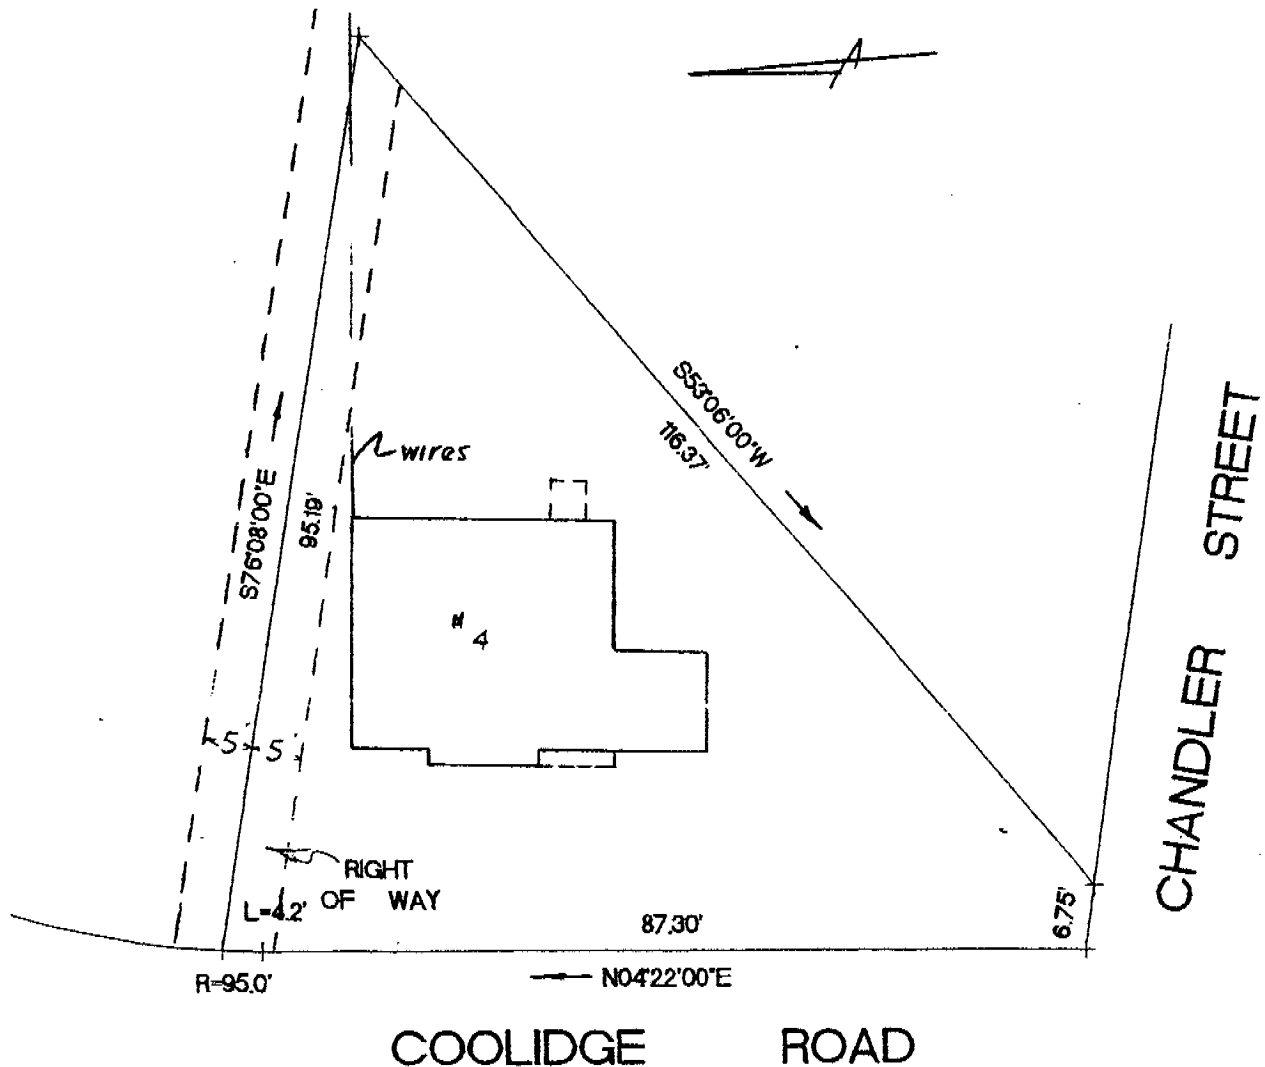 S53°06'00"W
116.37'
wires
S76°08'00"E
95.19'
#4
5 5
RIGHT
OF WAY
L=4.2'
87.30'
6.75'
R=95.0'
N04°22'00"E
COOLIDGE ROAD
CHANDLER STREET